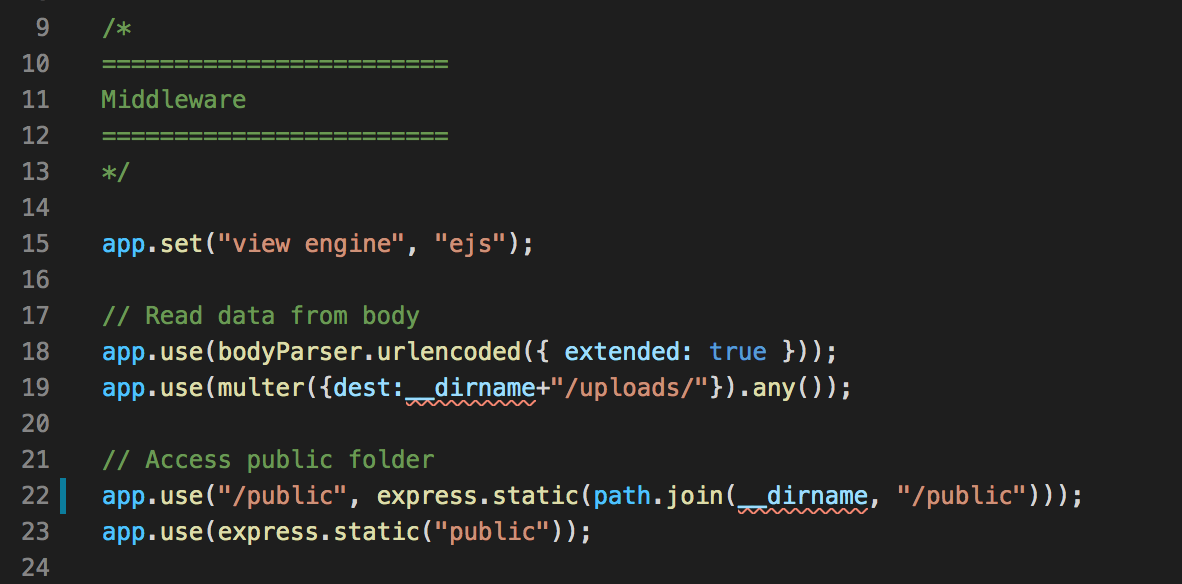 9 /*
10 ========================
11 Middleware
12 ========================
13 */
14
15 app.set("view engine", "ejs");
16
17 // Read data from body
18 app.use(bodyParser.urlencoded({ extended: true }));
19 app.use(multer({dest:__dirname+"/uploads/"}).any());
20
21 // Access public folder
22 app.use("/public", express.static(path.join(__dirname, "/public")));
23 app.use(express.static("public"));
24